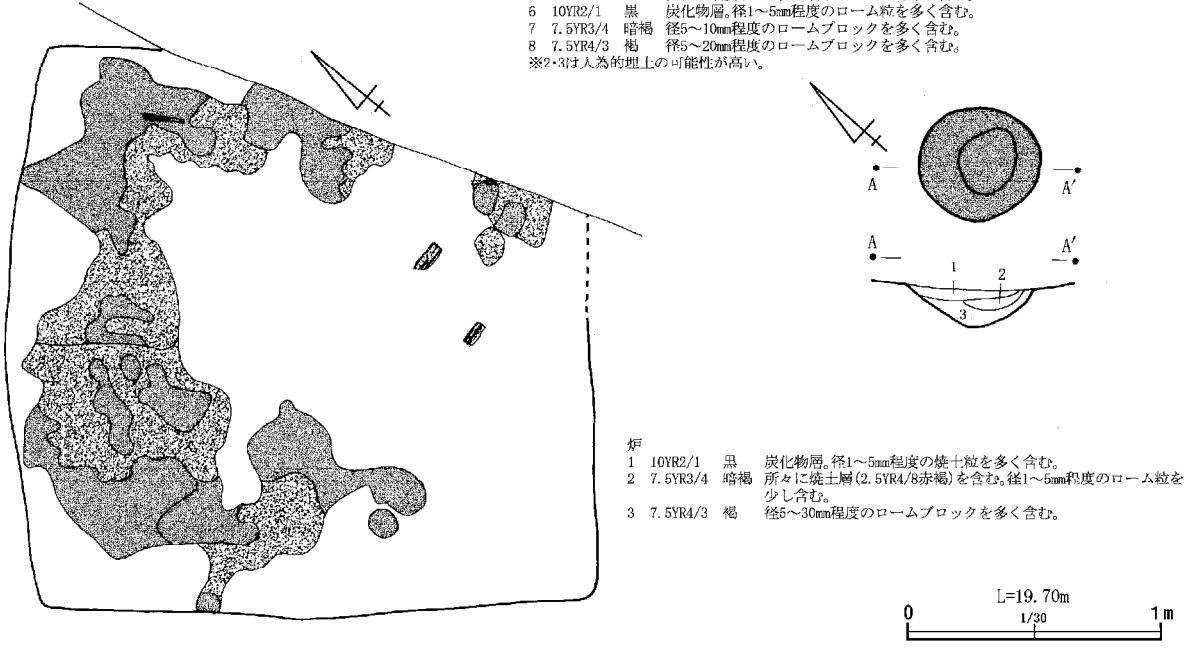 6 10YR2/1 黒 炭化物層。径1~5mm程度のローム粒を多く含む。
7 7.5YR3/4 暗褐 径5~10mm程度のロームブロックを多く含む。
8 7.5YR4/3 褐 径5~20mm程度のロームブロックを多く含む。
※2・3は人為的埋土の可能性が高い。
A A′
A A′
1 2
3
炉
1 10YR2/1 黒 炭化物層。径1~5mm程度の焼土粒を多く含む。
2 7.5YR3/4 暗褐 所々に焼土層(2.5YR4/8赤褐)を含む。径1~5mm程度のローム粒を
少し含む。
3 7.5YR4/3 褐 径5~30mm程度のロームブロックを多く含む。
L=19.70m
0 1/30 1m